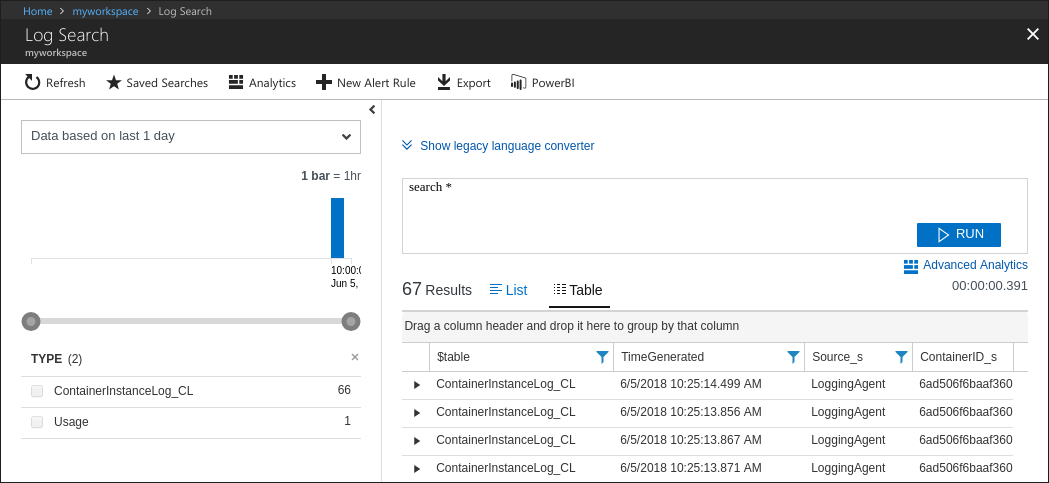 Home > myworkspace > Log Search
Log Search
myworkspace
Refresh Saved Searches Analytics New Alert Rule Export PowerBI
Data based on last 1 day
1 bar = 1hr
10:00:0
Jun 5,
TYPE (2)
ContainerInstanceLog_CL 66
Usage 1
Show legacy language converter
search *
RUN
Advanced Analytics
67 Results List Table 00:00:00.391
Drag a column header and drop it here to group by that column
$table TimeGenerated Source_s ContainerID_s
ContainerInstanceLog_CL 6/5/2018 10:25:14.499 AM LoggingAgent 6ad506f6baaf360
ContainerInstanceLog_CL 6/5/2018 10:25:13.856 AM LoggingAgent 6ad506f6baaf360
ContainerInstanceLog_CL 6/5/2018 10:25:13.867 AM LoggingAgent 6ad506f6baaf360
ContainerInstanceLog_CL 6/5/2018 10:25:13.871 AM LoggingAgent 6ad506f6baaf360